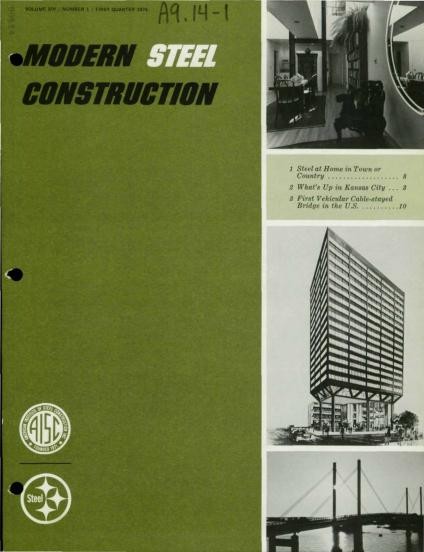 VOLUME XIV / NUMBER 1 / FIRST QUARTER 1974
A9.14-1
MODERN STEEL
CONSTRUCTION
1 Steel at Home in Town or
Country .................. 8
2 What's Up in Kansas City ... 3
3 First Vehicular Cable-stayed
Bridge in the U.S. ..........10
AISC
Steel